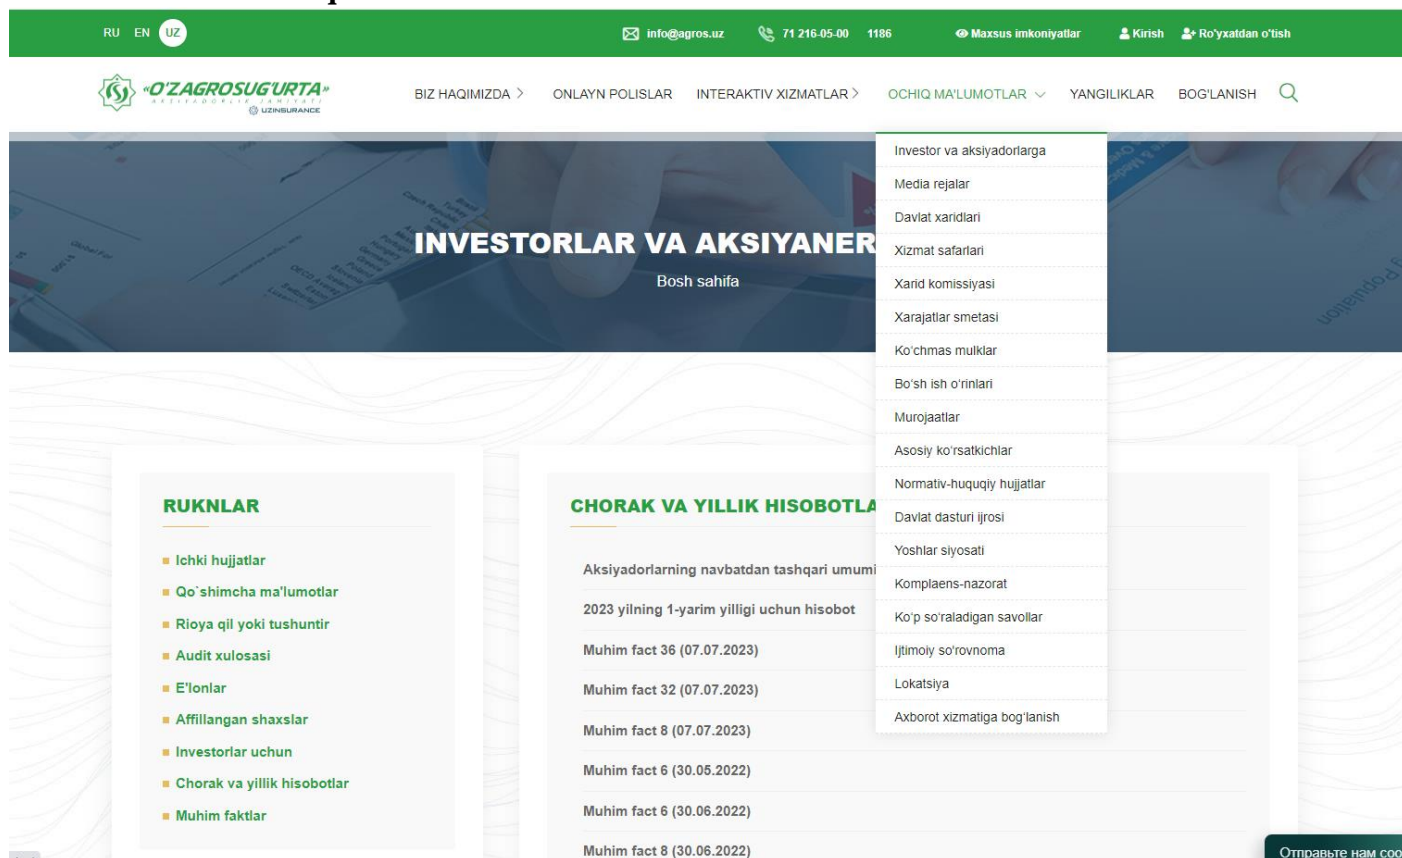 RU EN UZ info@agros.uz 71 216-05-00 1186 Maxsus imkoniyatlar Kirish Ro'yxatdan o'tish
«O'ZAGROSUG'URTA»
AKSIYADORLIK JAMIYATI
UZINSURANCE
BIZ HAQIMIZDA ONLAYN POLISLAR INTERAKTIV XIZMATLAR OCHIQ MA'LUMOTLAR YANGILIKLAR BOG'LANISH
Investor va aksiyadorlarga
Media rejalar
Davlat xaridlari
Xizmat safarlari
Xarid komissiyasi
Xarajatlar smetasi
Ko'chmas mulklar
Bo'sh ish o'rinlari
Murojaatlar
Asosiy ko'rsatkichlar
Normativ-huquqiy hujjatlar
Davlat dasturi ijrosi
Yoshlar siyosati
Komplaens-nazorat
Ko'p so'raladigan savollar
Ijtimoiy so'rovnoma
Lokatsiya
Axborot xizmatiga bog'lanish
INVESTORLAR VA AKSIYANER
Bosh sahifa
RUKNLAR
Ichki hujjatlar
Qo`shimcha ma'lumotlar
Rioya qil yoki tushuntir
Audit xulosasi
E'lonlar
Affillangan shaxslar
Investorlar uchun
Chorak va yillik hisobotlar
Muhim faktlar
CHORAK VA YILLIK HISOBOTLA
Aksiyadorlarning navbatdan tashqari umumi
2023 yilning 1-yarim yilligi uchun hisobot
Muhim fact 36 (07.07.2023)
Muhim fact 32 (07.07.2023)
Muhim fact 8 (07.07.2023)
Muhim fact 6 (30.05.2022)
Muhim fact 6 (30.06.2022)
Muhim fact 8 (30.06.2022)
Отправьте нам соо